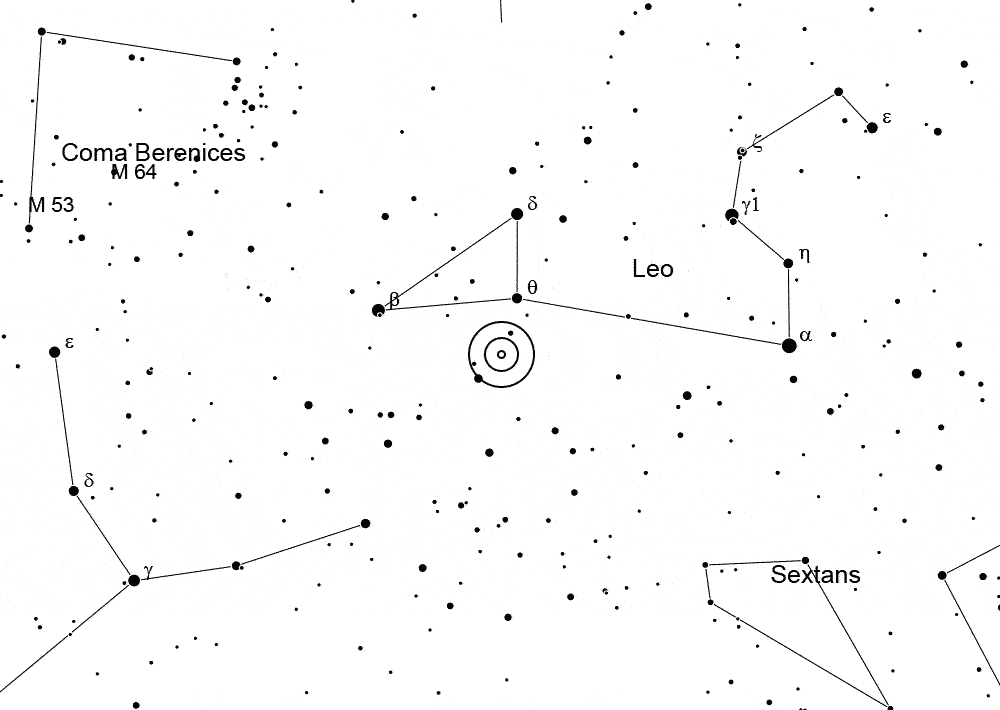 ε
ζ
Coma Berenices
M 64
M 53
δ
γ1
η
Leo
θ
β
α
ε
δ
γ
Sextans